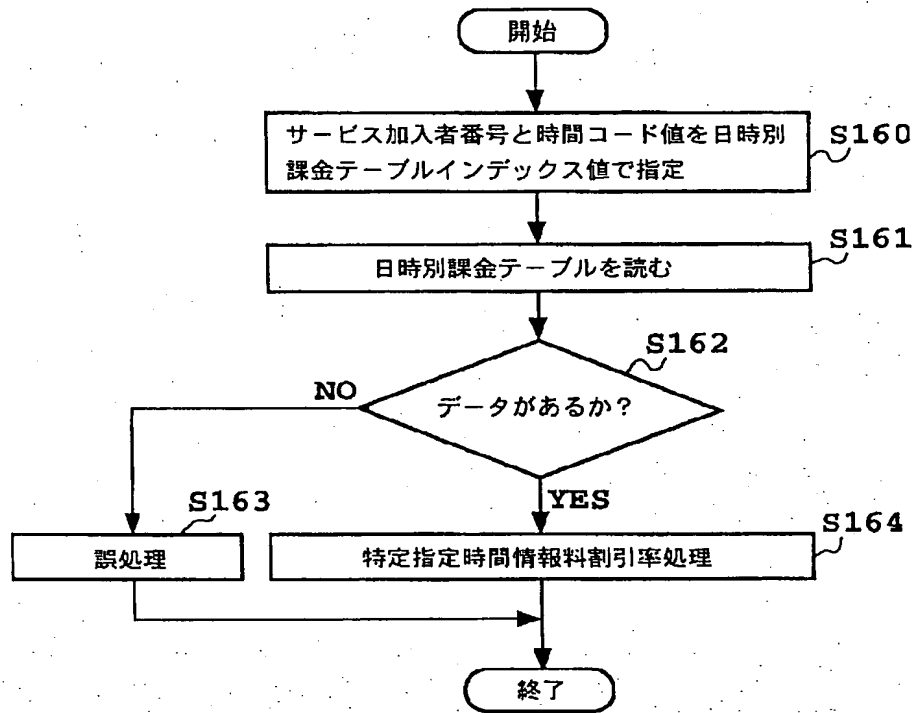 開始
サービス加入者番号と時間コード値を日時別
課金テーブルインデックス値で指定
S160
S161
日時別課金テーブルを読む
S162
NO
データがあるか?
YES
S163
S164
誤処理
特定指定時間情報料割引率処理
終了